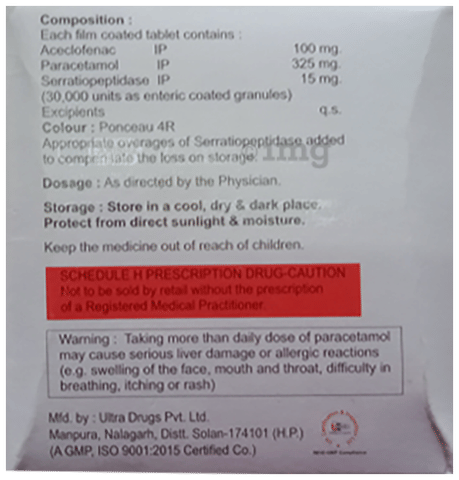 Composition :
Each film coated tablet contains :
Aceclofenac IP 100 mg.
Paracetamol IP 325 mg.
Serratiopeptidase IP 15 mg.
(30,000 units as enteric coated granules)
Excipients q.s.
Colour : Ponceau 4R
Appropriate overages of Serratiopeptidase added
to compensate the loss on storage.
1mg
Dosage : As directed by the Physician.
Storage : Store in a cool, dry & dark place.
Protect from direct sunlight & moisture.
Keep the medicine out of reach of children.
SCHEDULE H PRESCRIPTION DRUG-CAUTION
Not to be sold by retail without the prescription
of a Registered Medical Practitioner.
Warning : Taking more than daily dose of paracetamol
may cause serious liver damage or allergic reactions
(e.g. swelling of the face, mouth and throat, difficulty in
breathing, itching or rash)
Mfd. by : Ultra Drugs Pvt. Ltd.
Manpura, Nalagarh, Distt. Solan-174101 (H.P.)
(A GMP, ISO 9001:2015 Certified Co.)